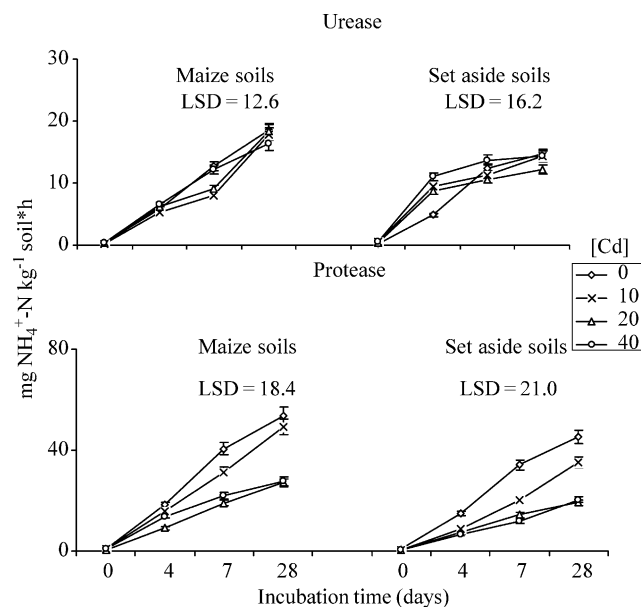 Urease
30
20
10
0
Maize soils
LSD = 12.6
Set aside soils
LSD = 16.2
mg NH₄⁺-N kg⁻¹ soil*h
Protease
[Cd]
0
10
20
40
80
40
0
Maize soils
LSD = 18.4
Set aside soils
LSD = 21.0
0 4 7 28 0 4 7 28
Incubation time (days)